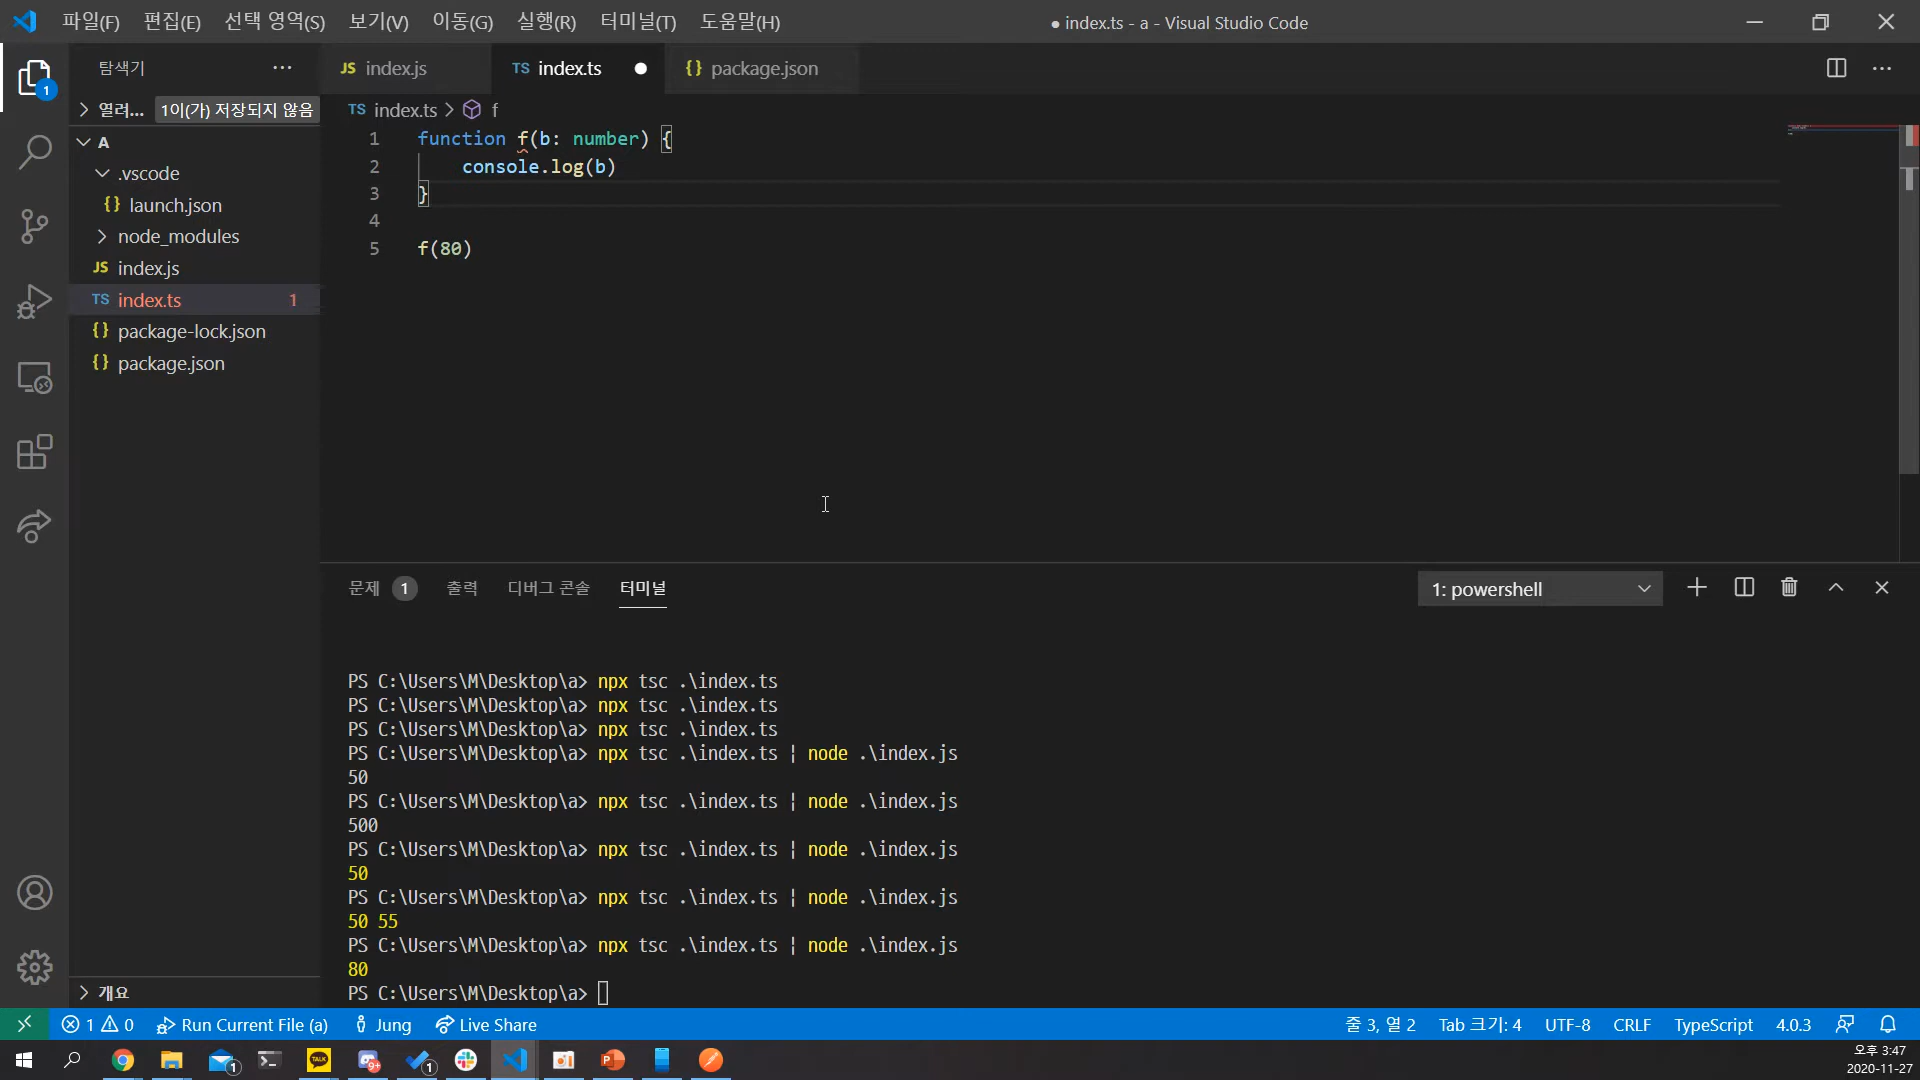 파일(F) 편집(E) 선택 영역(S) 보기(V) 이동(G) 실행(R) 터미널(T) 도움말(H)
● index.ts - a - Visual Studio Code
탐색기
JS index.js
TS index.ts
{} package.json
열려... 1이(가) 저장되지 않음
TS index.ts > f
A
.vscode
{} launch.json
node_modules
JS index.js
TS index.ts 1
{} package-lock.json
{} package.json
1 function f(b: number) {
2 console.log(b)
3 }
4
5 f(80)
1
문제 1 출력 디버그 콘솔 터미널
1: powershell
PS C:\Users\M\Desktop\a> npx tsc .\index.ts
PS C:\Users\M\Desktop\a> npx tsc .\index.ts
PS C:\Users\M\Desktop\a> npx tsc .\index.ts
PS C:\Users\M\Desktop\a> npx tsc .\index.ts | node .\index.js
50
PS C:\Users\M\Desktop\a> npx tsc .\index.ts | node .\index.js
500
PS C:\Users\M\Desktop\a> npx tsc .\index.ts | node .\index.js
50
PS C:\Users\M\Desktop\a> npx tsc .\index.ts | node .\index.js
50 55
PS C:\Users\M\Desktop\a> npx tsc .\index.ts | node .\index.js
80
PS C:\Users\M\Desktop\a>
개요
1 0 Run Current File (a) Jung Live Share
줄 3, 열 2 Tab 크기: 4 UTF-8 CRLF TypeScript 4.0.3
1
TALK
9+
1
오후 3:47
2020-11-27